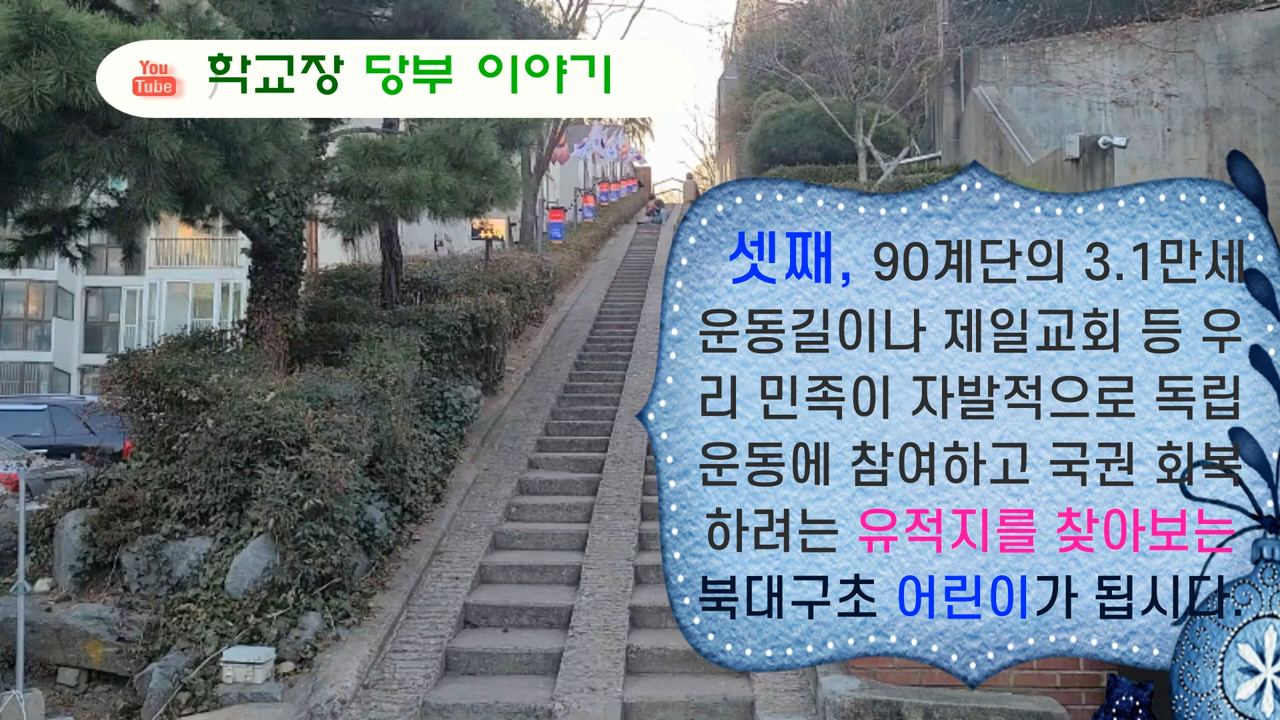 You
Tube
학교장 당부 이야기
셋째, 90계단의 3.1만세
운동길이나 제일교회 등 우
리 민족이 자발적으로 독립
운동에 참여하고 국권 회복
하려는 유적지를 찾아보는
북대구초 어린이가 됩시다.